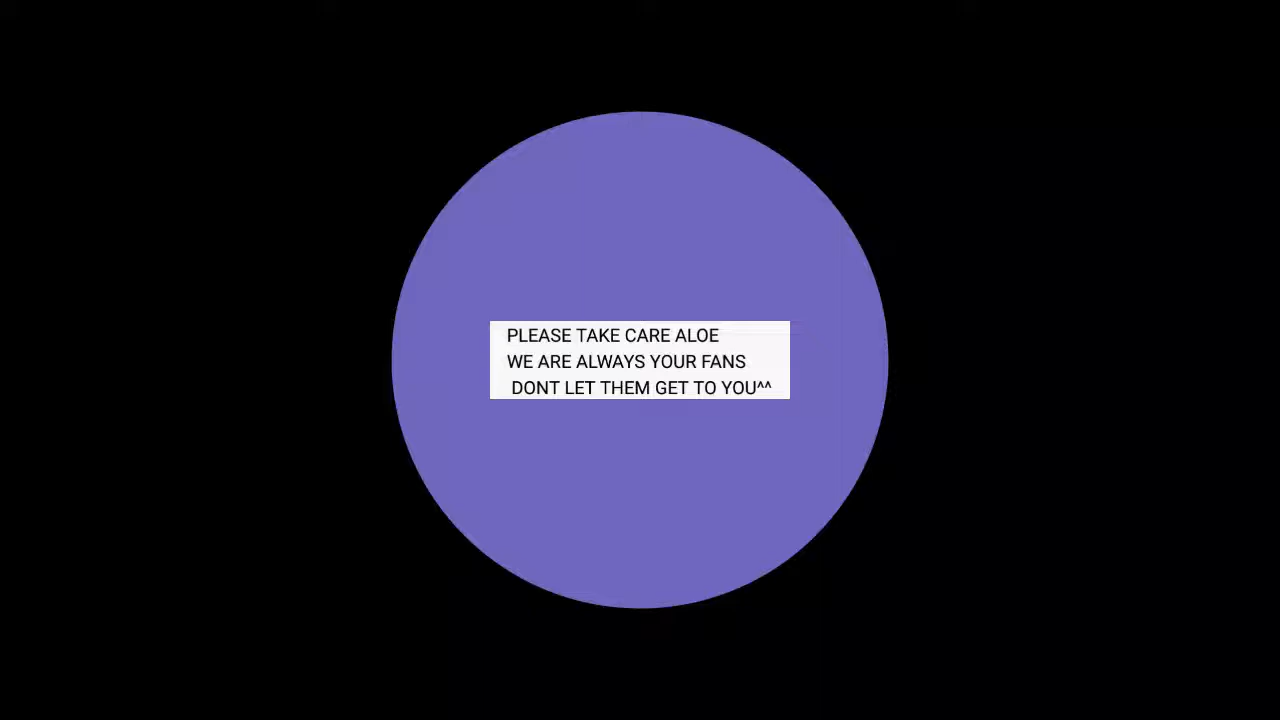 PLEASE TAKE CARE ALOE
WE ARE ALWAYS YOUR FANS
DONT LET THEM GET TO YOU^^